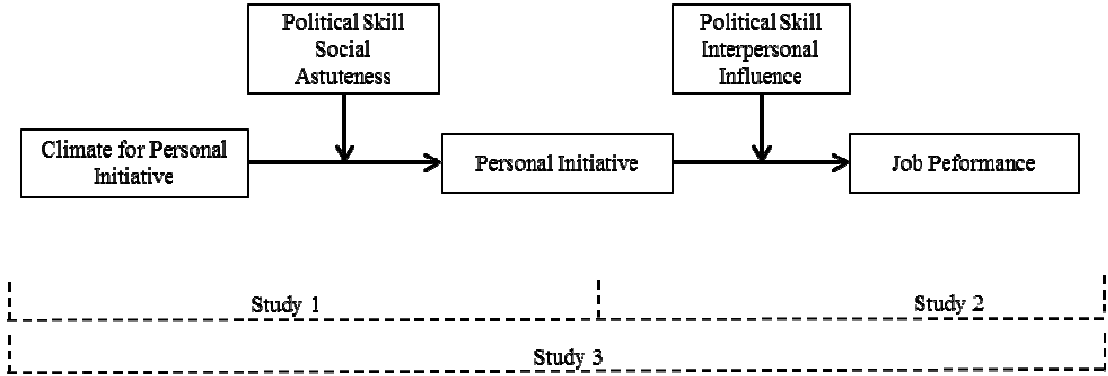 Political Skill
Social
Astuteness
Political Skill
Interpersonal
Influence
Climate for Personal
Initiative
Personal Initiative
Job Peformance
Study 1
Study 2
Study 3